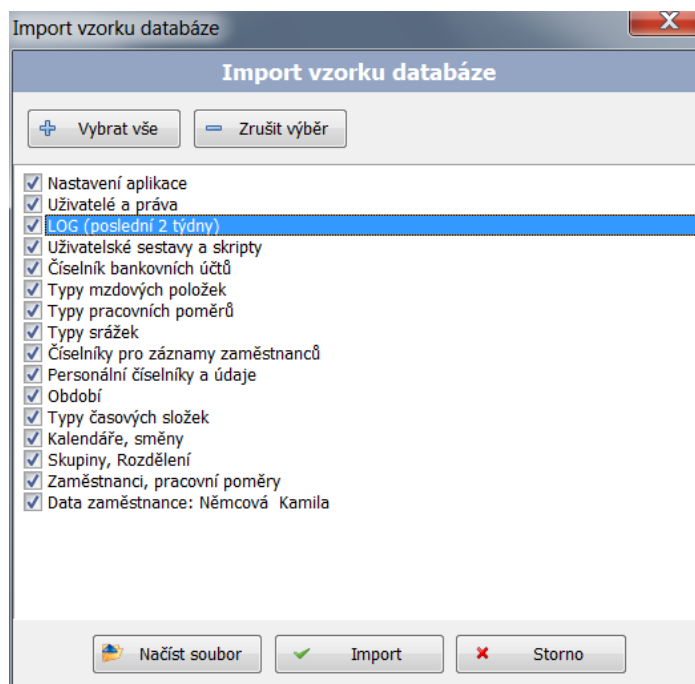 Import vzorku databáze
Import vzorku databáze
Vybrat vše
Zrušit výběr
Nastavení aplikace
Uživatelé a práva
LOG (poslední 2 týdny)
Uživatelské sestavy a skripty
Číselník bankovních účtů
Typy mzdových položek
Typy pracovních poměrů
Typy srážek
Číselníky pro záznamy zaměstnanců
Personální číselníky a údaje
Období
Typy časových složek
Kalendáře, směny
Skupiny, Rozdělení
Zaměstnanci, pracovní poměry
Data zaměstnance: Němcová  Kamila
Načíst soubor
Import
Storno